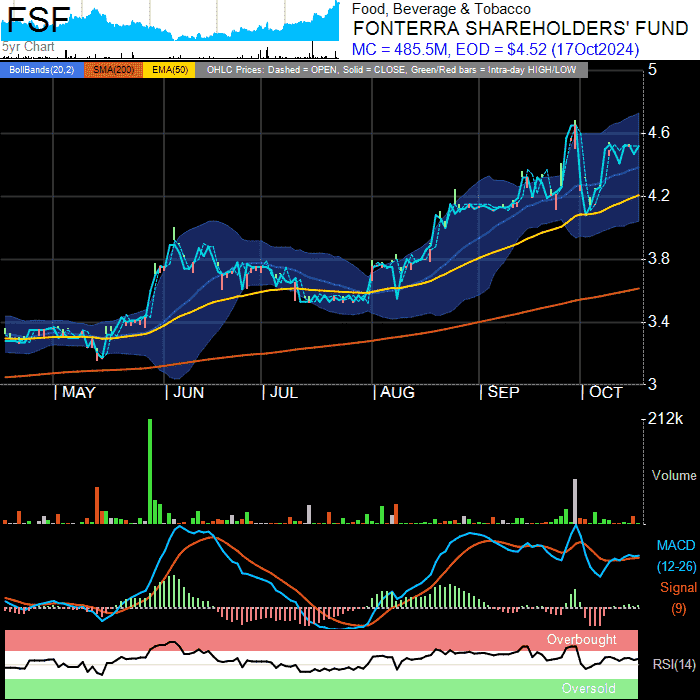 FSF
5yr Chart
Food, Beverage & Tobacco
FONTERRA SHAREHOLDERS' FUND
MC = 485.5M, EOD = $4.52 (17Oct2024)
BollBands(20,2) SMA(200) EMA(50) OHLC Prices: Dashed = OPEN, Solid = CLOSE, Green/Red bars = Intra-day HIGH/LOW
5
4.6
4.2
3.8
3.4
3
MAY JUN JUL AUG SEP OCT
212k
Volume
MACD
(12-26)
Signal
(9)
Overbought
RSI(14)
Oversold